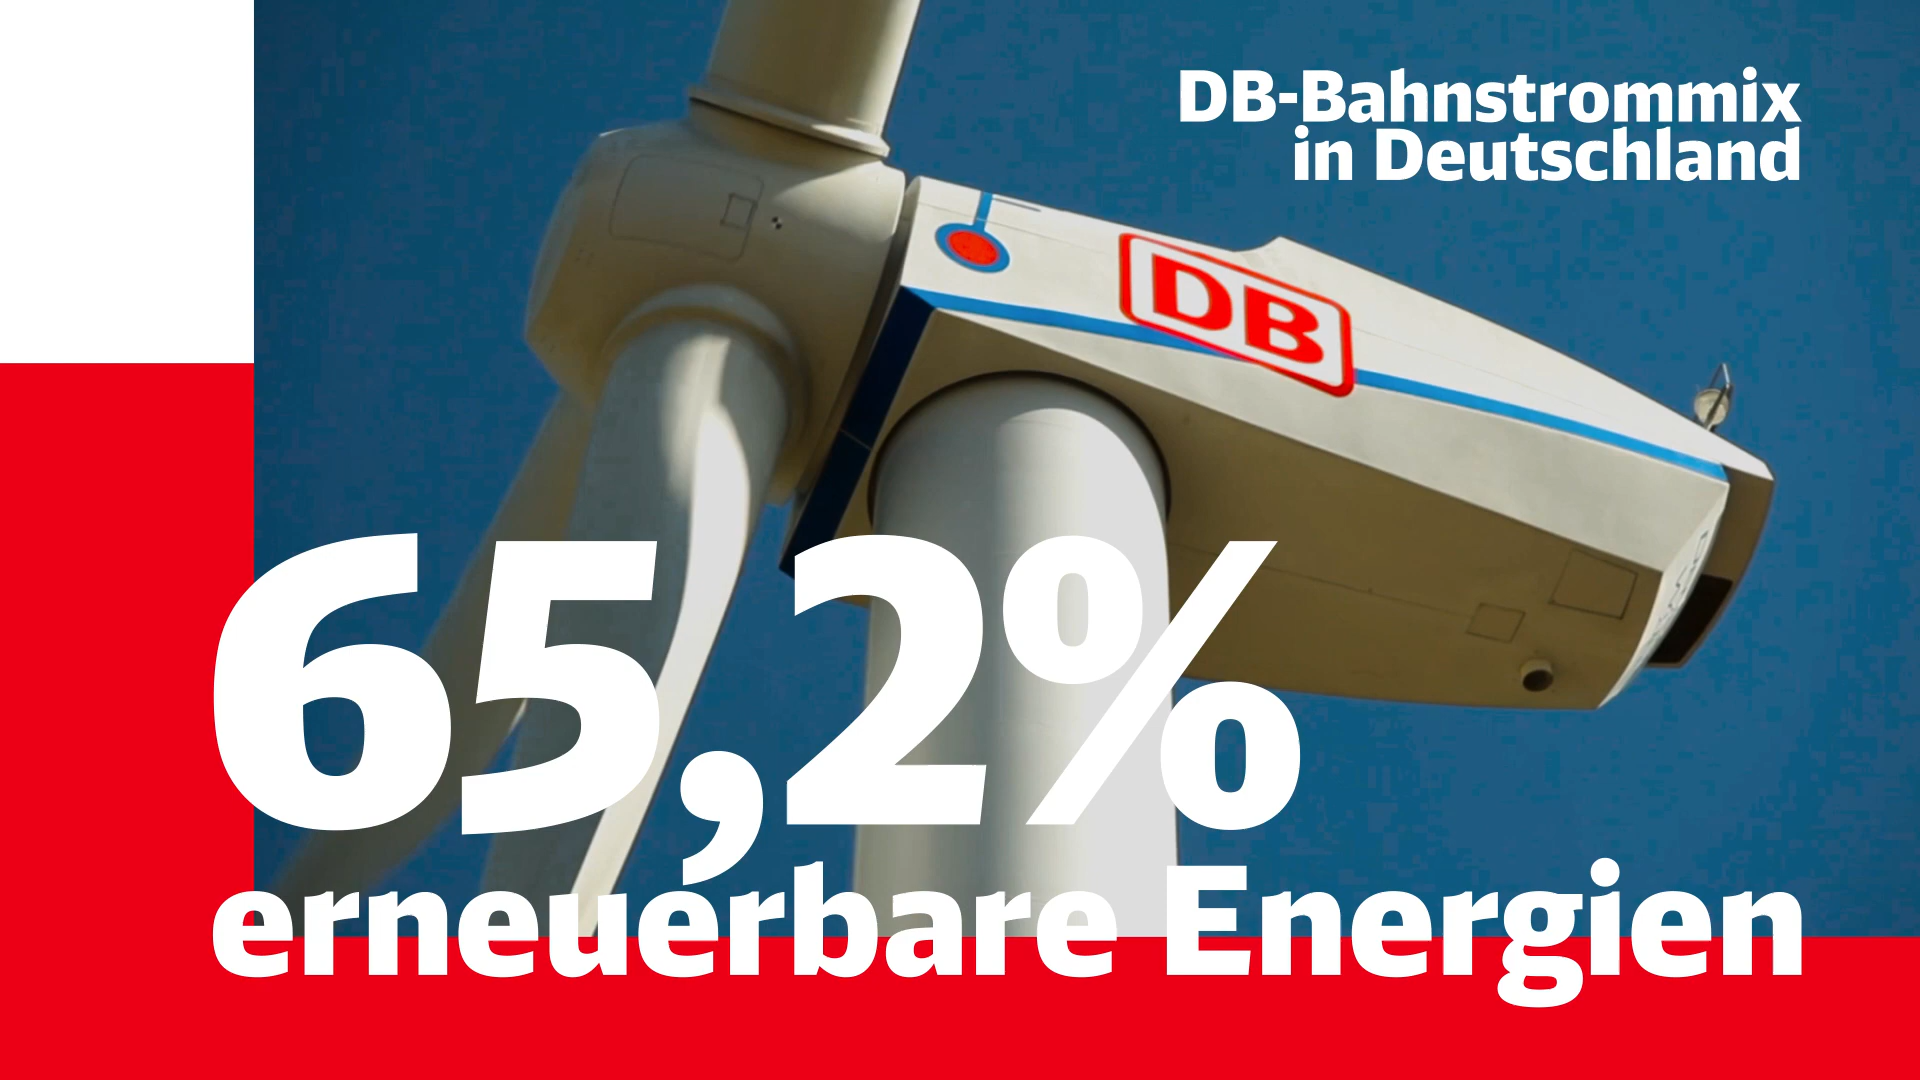 DB-Bahnstrommix
in Deutschland
DB
65,2%
erneuerbare Energien